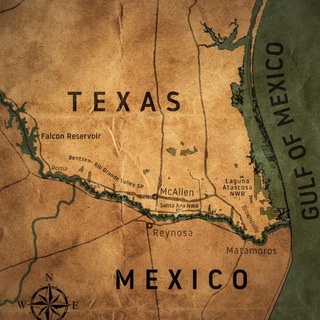 TEXAS
GULF OF MEXICO
Falcon Reservoir
Bentsen- Rio Grande Valley SP
Roma
McAllen
Laguna
Atascosa
NWR
Santa Ana NWR
Reynosa
Brownsville
Matamoros
MEXICO
N
W
E